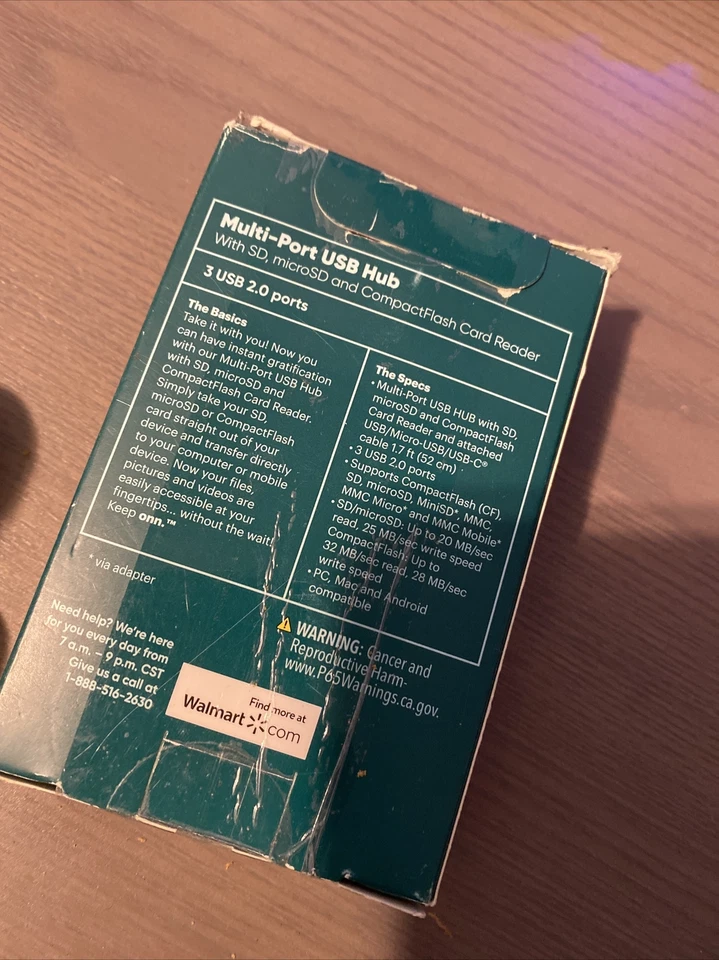 Multi-Port USB Hub
With SD, microSD and CompactFlash Card Reader
3 USB 2.0 ports
The Basics
Take it with you! Now you
can have instant gratification
with our Multi-Port USB Hub
with SD, microSD and
CompactFlash Card Reader.
Simply take your SD,
microSD or CompactFlash
card straight out of your
device and transfer directly
to your computer or mobile
device. Now your files,
pictures and videos are
easily accessible at your
fingertips... without the wait.
Keep onn.™
The Specs
• Multi-Port USB HUB with SD,
microSD and CompactFlash
Card Reader and attached
USB/Micro-USB/USB-C®
cable 1.7 ft (52 cm)
• 3 USB 2.0 ports
• Supports CompactFlash (CF),
SD, microSD, MiniSD*, MMC,
MMC Micro* and MMC Mobile*
• SD/microSD: Up to 20 MB/sec
read, 25 MB/sec write speed
CompactFlash: Up to
32 MB/sec read, 28 MB/sec
write speed
• PC, Mac and Android
compatible
* via adapter
Need help? We're here
for you every day from
7 a.m. – 9 p.m. CST
Give us a call at
1-888-516-2630
WARNING: Cancer and
Reproductive Harm-
www.P65Warnings.ca.gov.
Find more at
Walmart.com